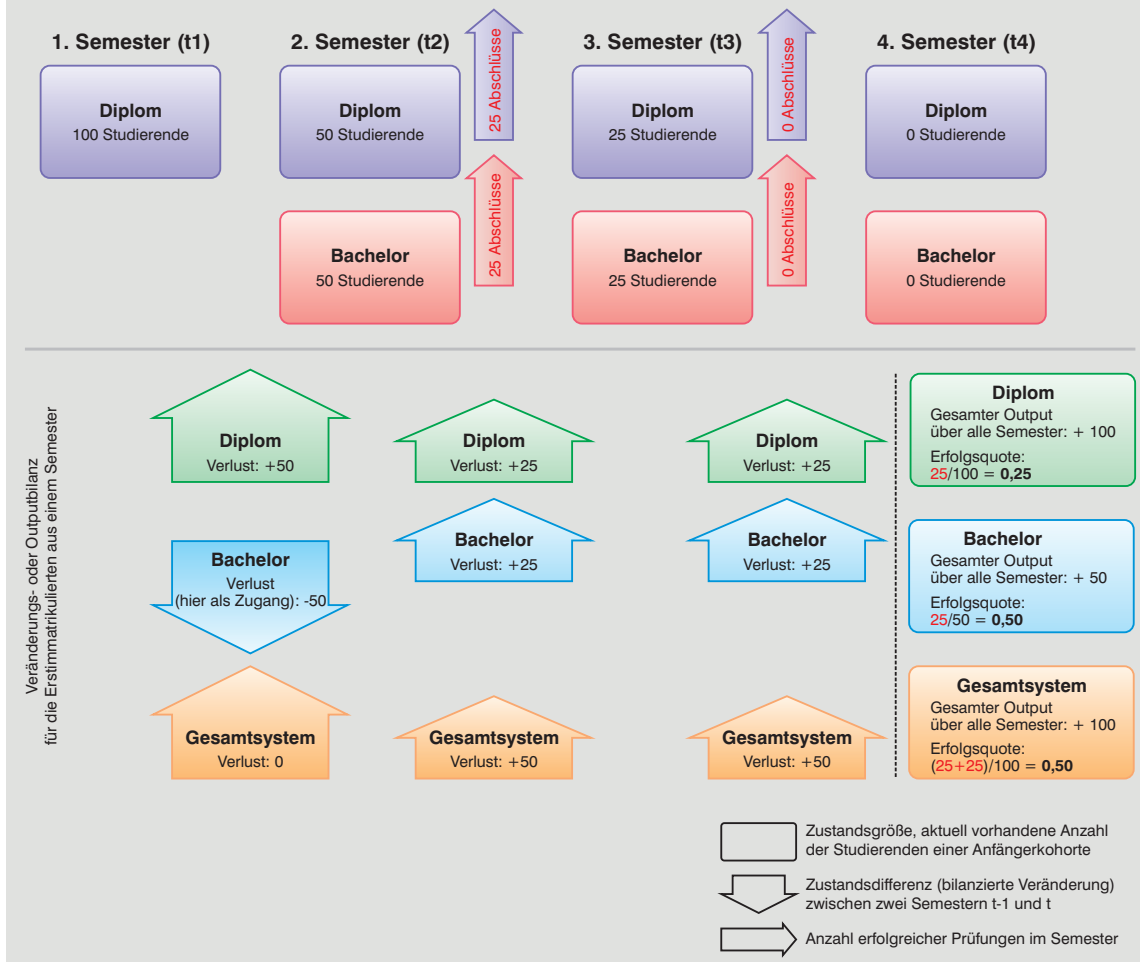 1. Semester (t1)
2. Semester (t2)
3. Semester (t3)
4. Semester (t4)
Diplom
100 Studierende
Diplom
50 Studierende
25 Abschlüsse
Diplom
25 Studierende
0 Abschlüsse
Diplom
0 Studierende
Bachelor
50 Studierende
25 Abschlüsse
Bachelor
25 Studierende
0 Abschlüsse
Bachelor
0 Studierende
Veränderungs- oder Outputbilanz
für die Erstimmatrikulierten aus einem Semester
Diplom
Verlust: +50
Diplom
Verlust: +25
Diplom
Verlust: +25
Diplom
Gesamter Output
über alle Semester: + 100
Erfolgsquote:
25/100 = 0,25
Bachelor
Verlust
(hier als Zugang): -50
Bachelor
Verlust: +25
Bachelor
Verlust: +25
Bachelor
Gesamter Output
über alle Semester: + 50
Erfolgsquote:
25/50 = 0,50
Gesamtsystem
Verlust: 0
Gesamtsystem
Verlust: +50
Gesamtsystem
Verlust: +50
Gesamtsystem
Gesamter Output
über alle Semester: + 100
Erfolgsquote:
(25+25)/100 = 0,50
Zustandsgröße, aktuell vorhandene Anzahl
der Studierenden einer Anfängerkohorte
Zustandsdifferenz (bilanzierte Veränderung)
zwischen zwei Semestern t-1 und t
Anzahl erfolgreicher Prüfungen im Semester